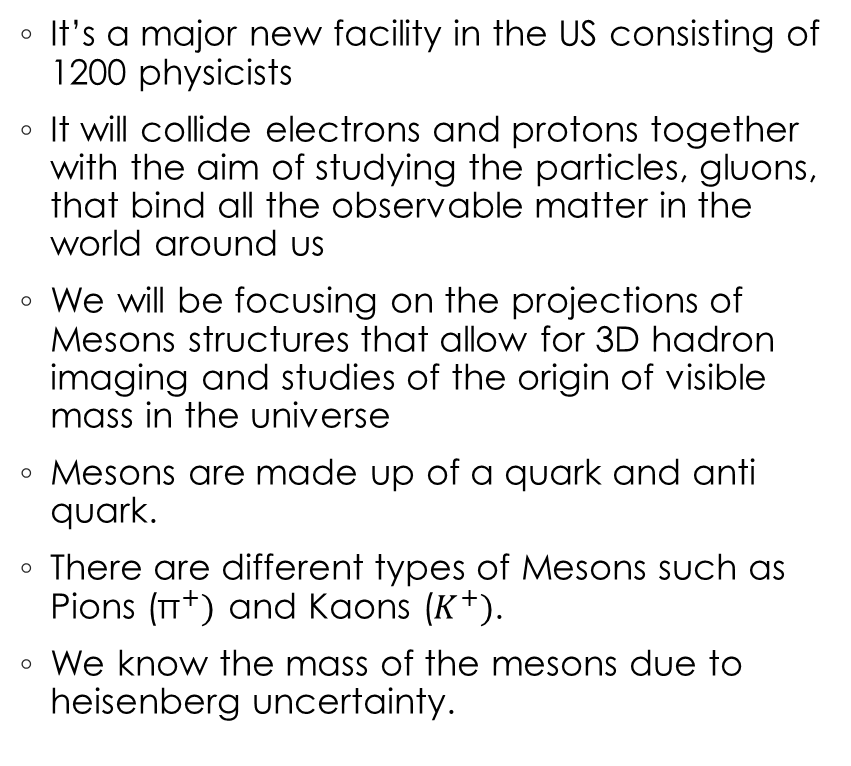 ◦ It’s a major new facility in the US consisting of
1200 physicists
◦ It will collide electrons and protons together
with the aim of studying the particles, gluons,
that bind all the observable matter in the
world around us
◦ We will be focusing on the projections of
Mesons structures that allow for 3D hadron
imaging and studies of the origin of visible
mass in the universe
◦ Mesons are made up of a quark and anti
quark.
◦ There are different types of Mesons such as
Pions (π⁺) and Kaons (K⁺).
◦ We know the mass of the mesons due to
heisenberg uncertainty.